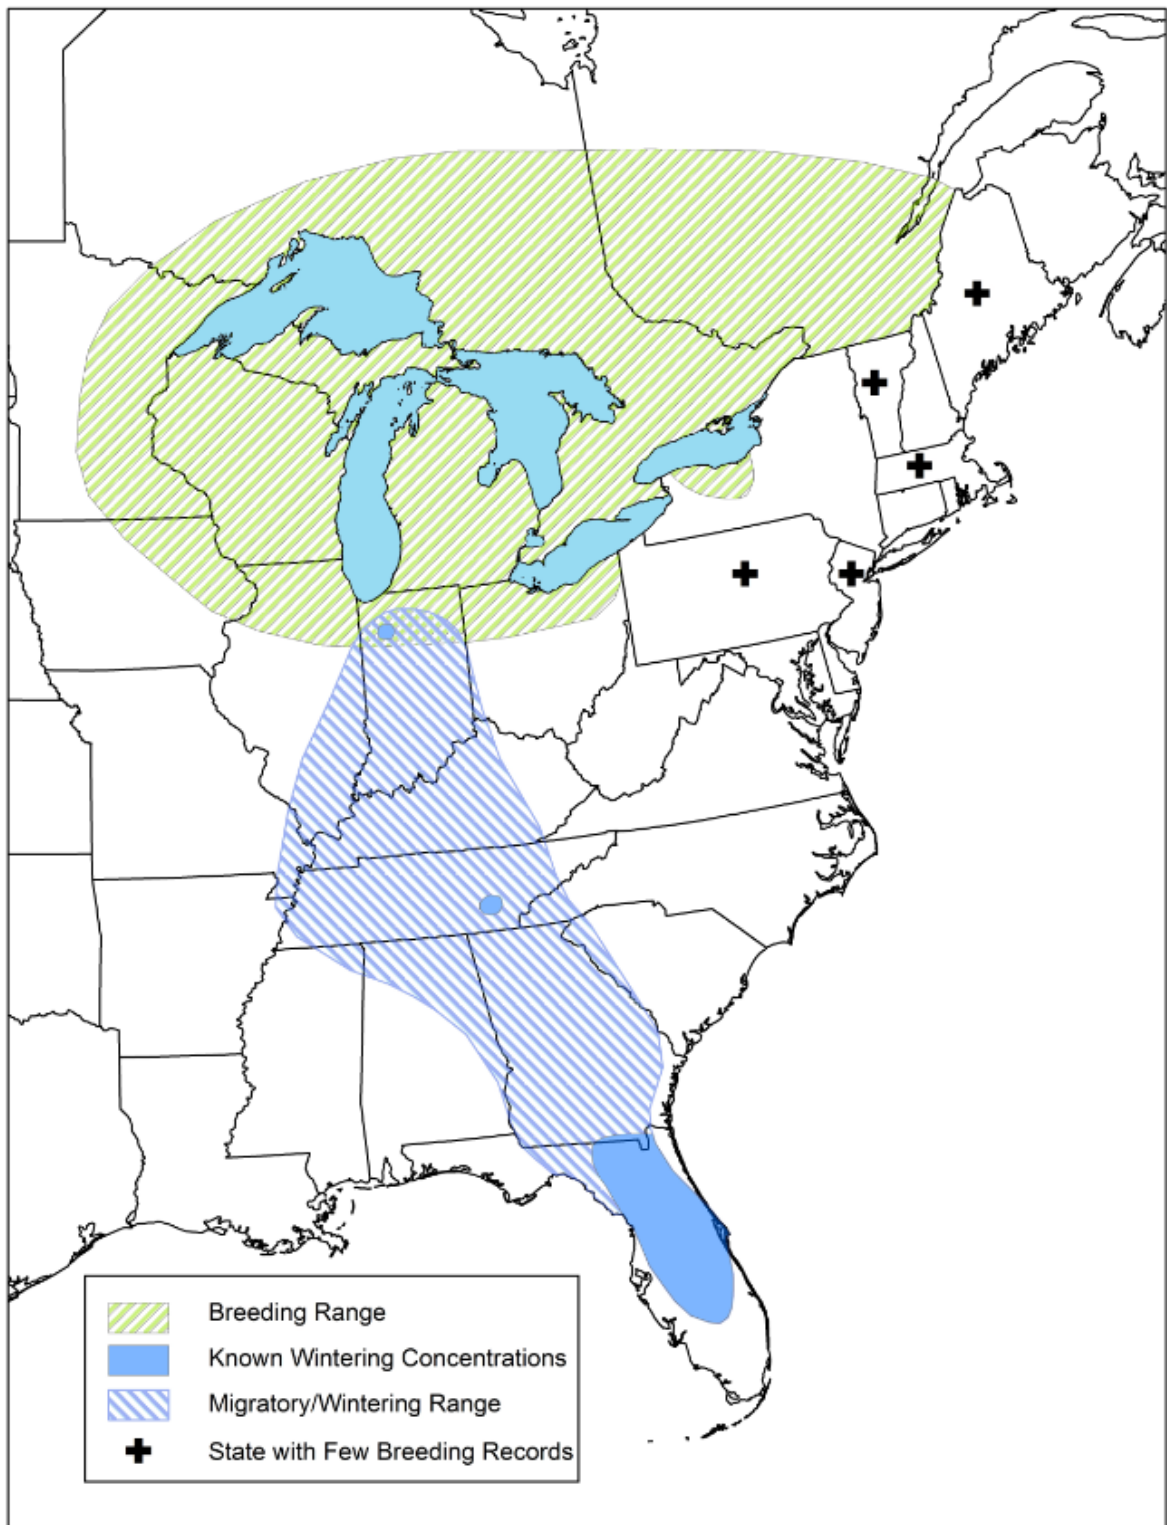 Breeding Range
Known Wintering Concentrations
Migratory/Wintering Range
State with Few Breeding Records